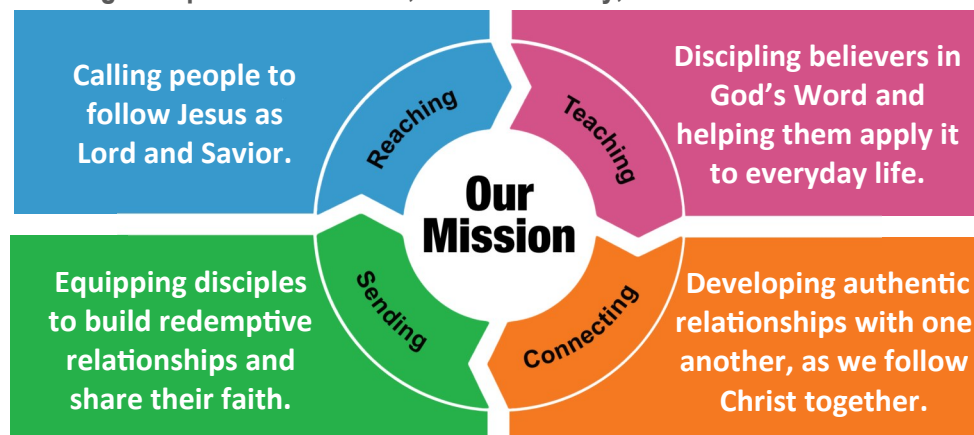 Calling people to
follow Jesus as
Lord and Savior.
Reaching
Teaching
Discipling believers in
God’s Word and
helping them apply it
to everyday life.
Our
Mission
Equipping disciples
to build redemptive
relationships and
share their faith.
Sending
Connecting
Developing authentic
relationships with one
another, as we follow
Christ together.